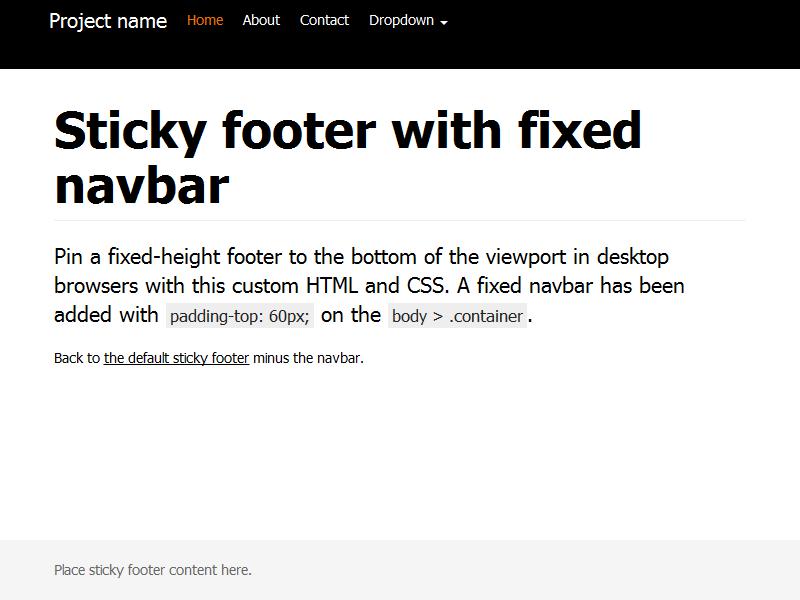 Project name Home About Contact Dropdown
Sticky footer with fixed
navbar
Pin a fixed-height footer to the bottom of the viewport in desktop
browsers with this custom HTML and CSS. A fixed navbar has been
added with padding-top: 60px; on the body > .container.
Back to the default sticky footer minus the navbar.
Place sticky footer content here.